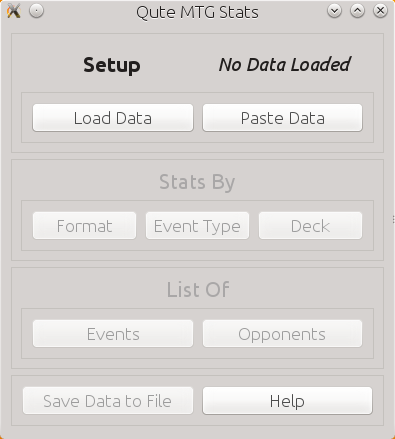 Qute MTG Stats
Setup No Data Loaded
Load Data Paste Data
Stats By
Format Event Type Deck
List Of
Events Opponents
Save Data to File Help